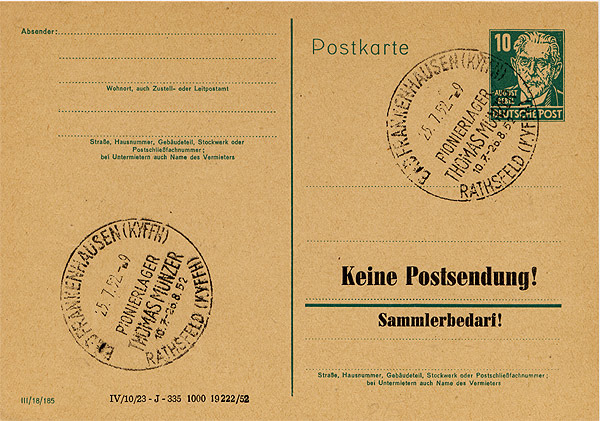 Absender:
Wohnort, auch Zustell- oder Leitpostamt
Straße, Hausnummer, Gebäudeteil, Stockwerk oder
Postschließfachnummer;
bei Untermietern auch Name des Vermieters
BAD FRANKENHAUSEN (KYFFH)
25.7.52.-9
PIONIERLAGER
THOMAS MÜNZER
10.7.-20.8.52
RATHSFELD (KYFFH)
III/18/185
IV/10/23 - J - 335 1000 19 222/52
Postkarte
10
AUGUST
BEBEL
DEUTSCHE POST
BAD FRANKENHAUSEN (KYFFH)
25.7.52.-9
PIONIERLAGER
THOMAS MÜNZER
10.7.-20.8.52
RATHSFELD (KYFFH)
Keine Postsendung!
Sammlerbedarf!
Straße, Hausnummer, Gebäudeteil, Stockwerk oder Postschließfachnummer;
bei Untermietern auch Name des Vermieters